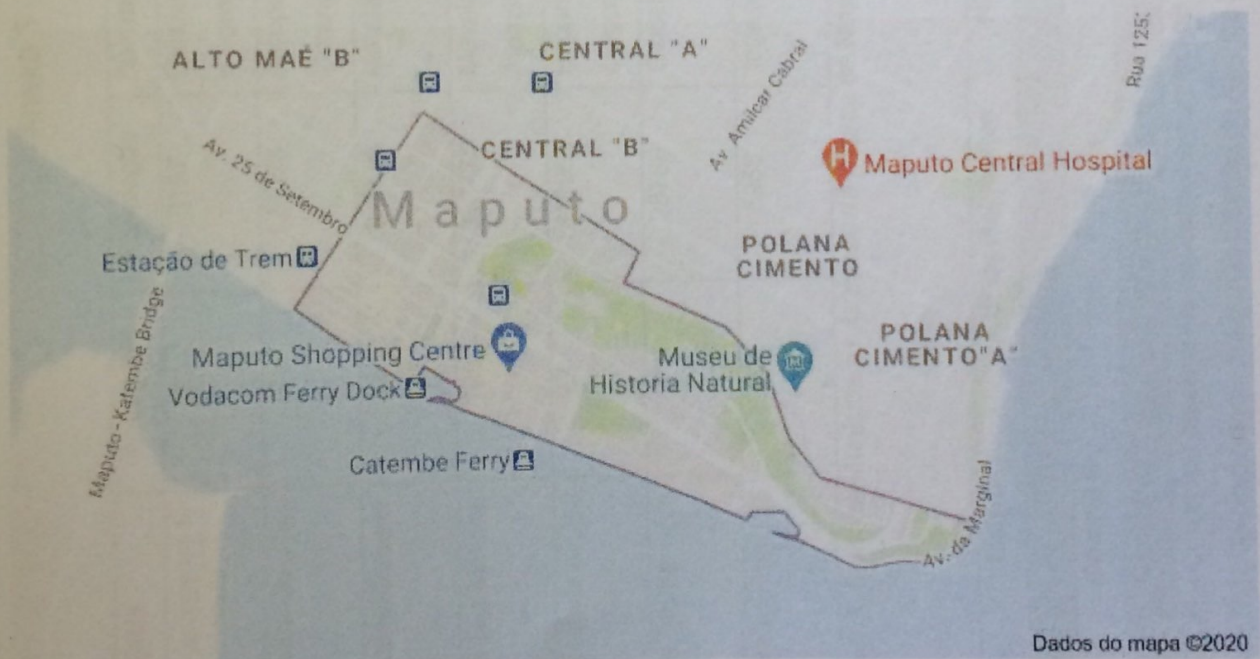 ALTO MAÉ "B"
CENTRAL "A"
Av. Amilcar Cabral
Rua 1251
CENTRAL "B"
Av. 25 de Setembro
Maputo
H Maputo Central Hospital
Estação de Trem
POLANA
CIMENTO
Maputo - Katembe Bridge
Maputo Shopping Centre
Vodacom Ferry Dock
Museu de
Historia Natural
POLANA
CIMENTO"A"
Catembe Ferry
Av. da Marginal
Dados do mapa ©2020